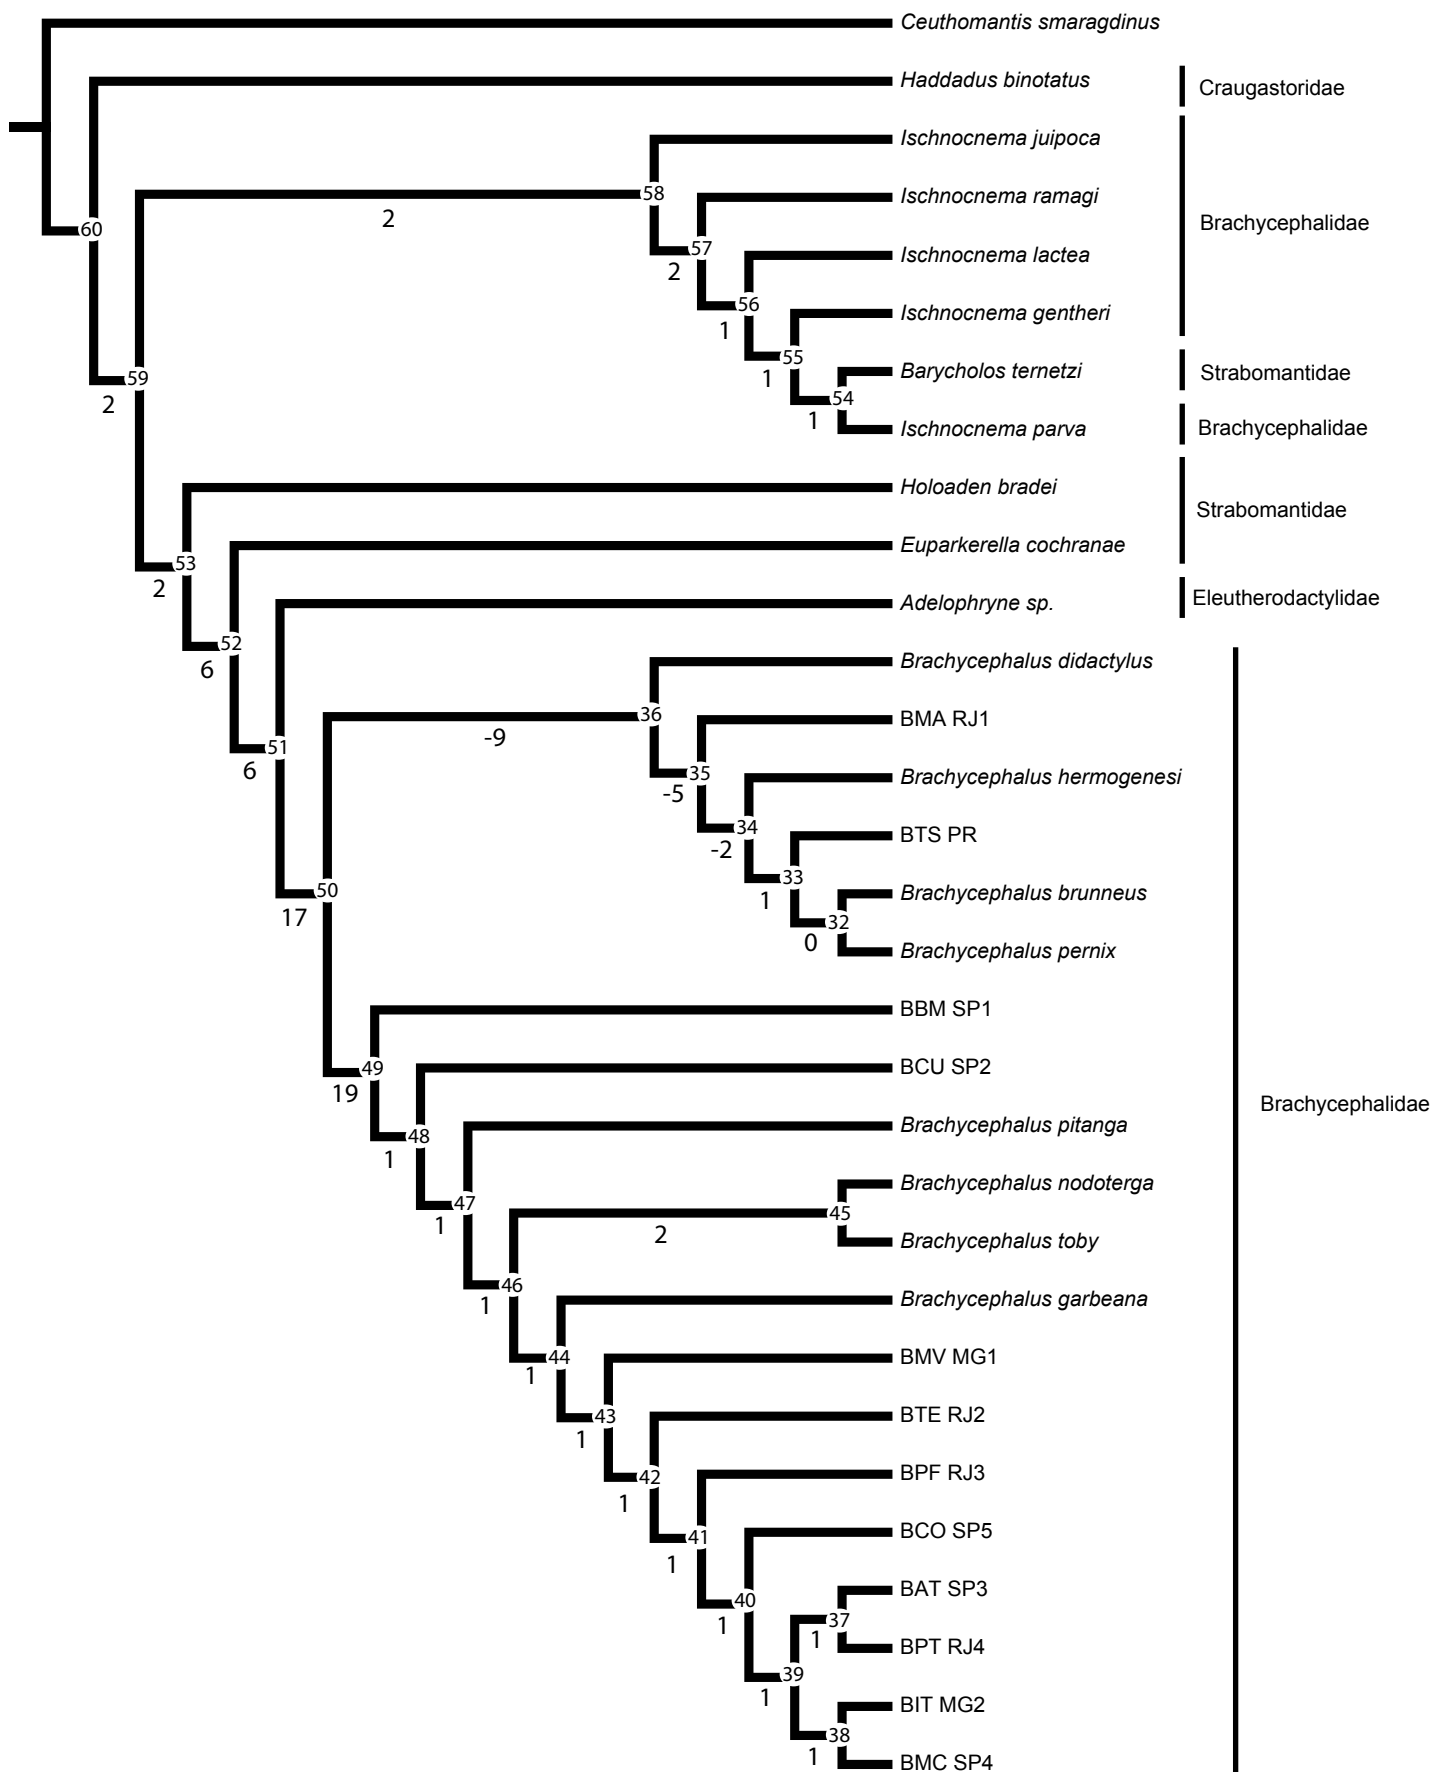 Ceuthomantis smaragdinus
Haddadus binotatus
Craugastoridae
Ischnocnema juipoca
58
2
Ischnocnema ramagi
Brachycephalidae
60
57
2
Ischnocnema lactea
56
1
Ischnocnema gentheri
55
1
Barycholos ternetzi
Strabomantidae
59
2
54
1
Ischnocnema parva
Brachycephalidae
Holoaden bradei
Strabomantidae
Euparkerella cochranae
53
2
Adelophryne sp.
Eleutherodactylidae
52
6
Brachycephalus didactylus
36
-9
BMA RJ1
51
6
35
-5
Brachycephalus hermogenesi
34
-2
BTS PR
33
1
Brachycephalus brunneus
50
17
32
0
Brachycephalus pernix
BBM SP1
49
19
BCU SP2
Brachycephalidae
48
1
Brachycephalus pitanga
Brachycephalus nodoterga
47
1
45
2
Brachycephalus toby
46
1
Brachycephalus garbeana
44
1
BMV MG1
43
1
BTE RJ2
42
1
BPF RJ3
41
1
BCO SP5
40
1
BAT SP3
37
1
BPT RJ4
39
1
BIT MG2
38
1
BMC SP4